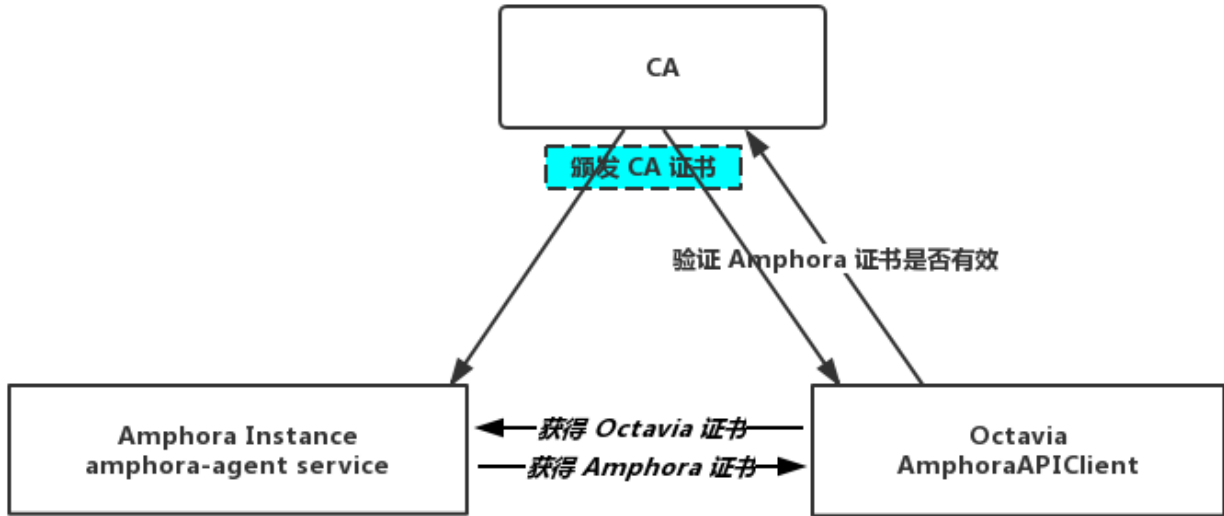 CA
颁发 CA 证书
验证 Amphora 证书是否有效
Amphora Instance
amphora-agent service
获得 Octavia 证书
获得 Amphora 证书
Octavia
AmphoraAPIClient